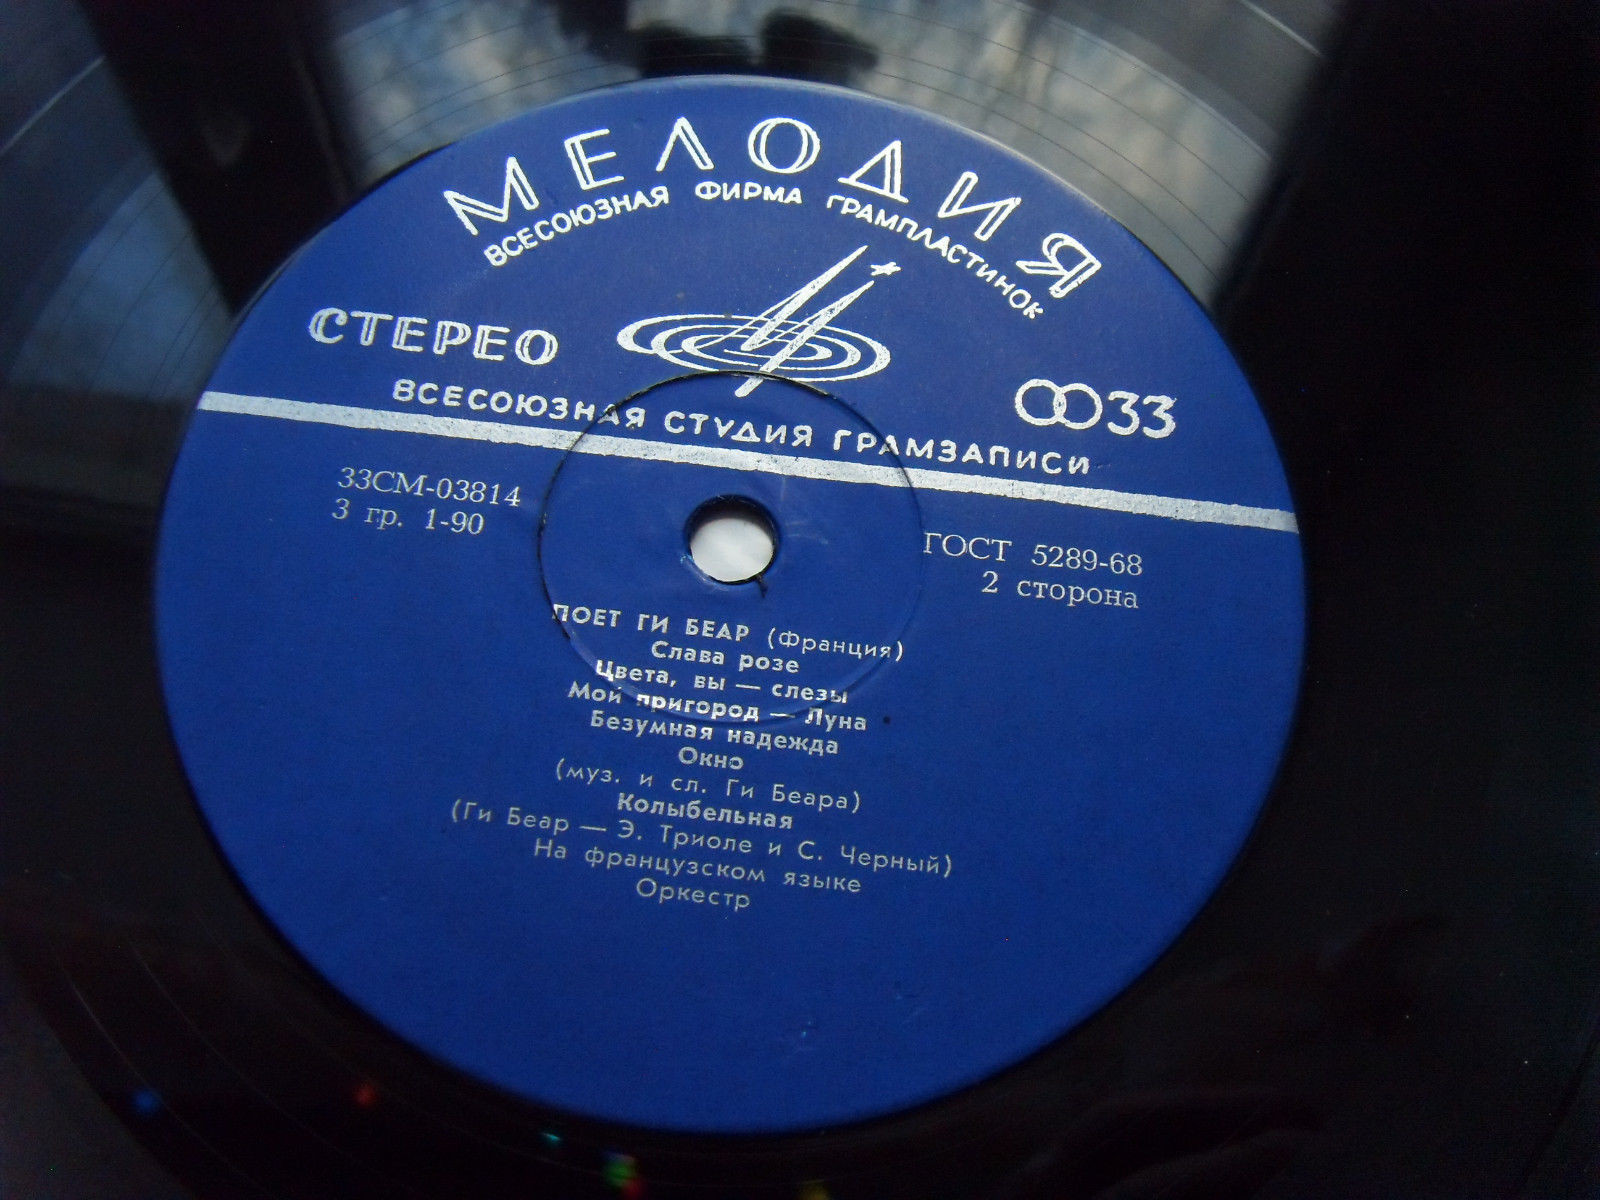 МЕЛОДИЯ
ВСЕСОЮЗНАЯ ФИРМА ГРАМПЛАСТИНОК
СТЕРЕО
33
ВСЕСОЮЗНАЯ СТУДИЯ ГРАМЗАПИСИ
33СМ-03814
3 гр. 1-90
ГОСТ 5289-68
2 сторона
ПОЕТ ГИ БЕАР (Франция)
Слава розе
Цвета, вы — слезы
Мой пригород — Луна
Безумная надежда
Окно
(муз. и сл. Ги Беара)
Колыбельная
(Ги Беар — Э. Триоле и С. Черный)
На французском языке
Оркестр